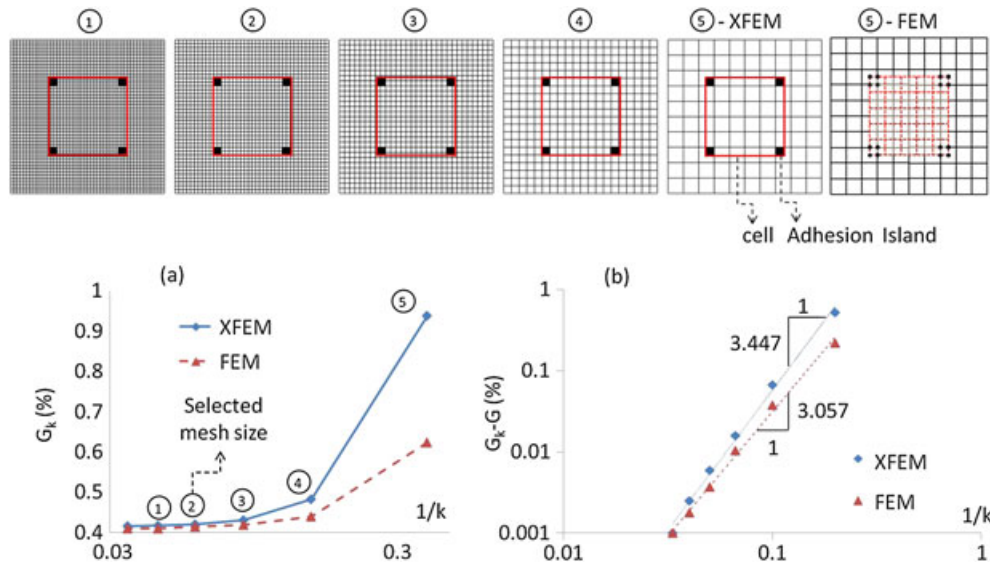 ① ② ③ ④ ⑤ - XFEM ⑤ - FEM
cell Adhesion Island
(a)
1
0.9
0.8
0.7
0.6
0.5
0.4
Gk (%)
XFEM
FEM
Selected
mesh size
① ② ③ ④ ⑤
1/k
0.03 0.3
(b)
1
0.1
0.01
0.001
Gk-G (%)
1
3.447
3.057
1
XFEM
FEM
1/k
0.01 0.1 1